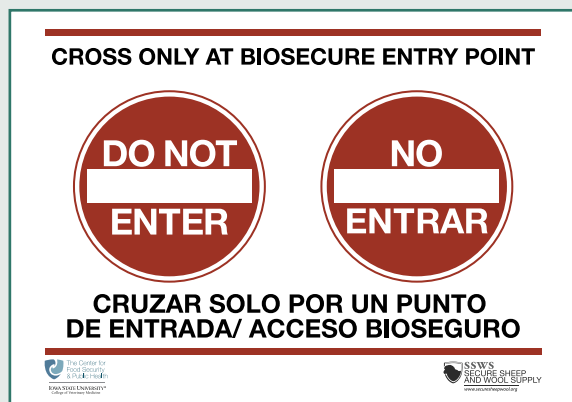 CROSS ONLY AT BIOSECURE ENTRY POINT
DO NOT
ENTER
NO
ENTRAR
CRUZAR SOLO POR UN PUNTO
DE ENTRADA/ ACCESO BIOSEGURO
The Center for
Food Security
& Public Health
IOWA STATE UNIVERSITY®
College of Veterinary Medicine
SSWS
SECURE SHEEP
AND WOOL SUPPLY
www.securesheepwool.org